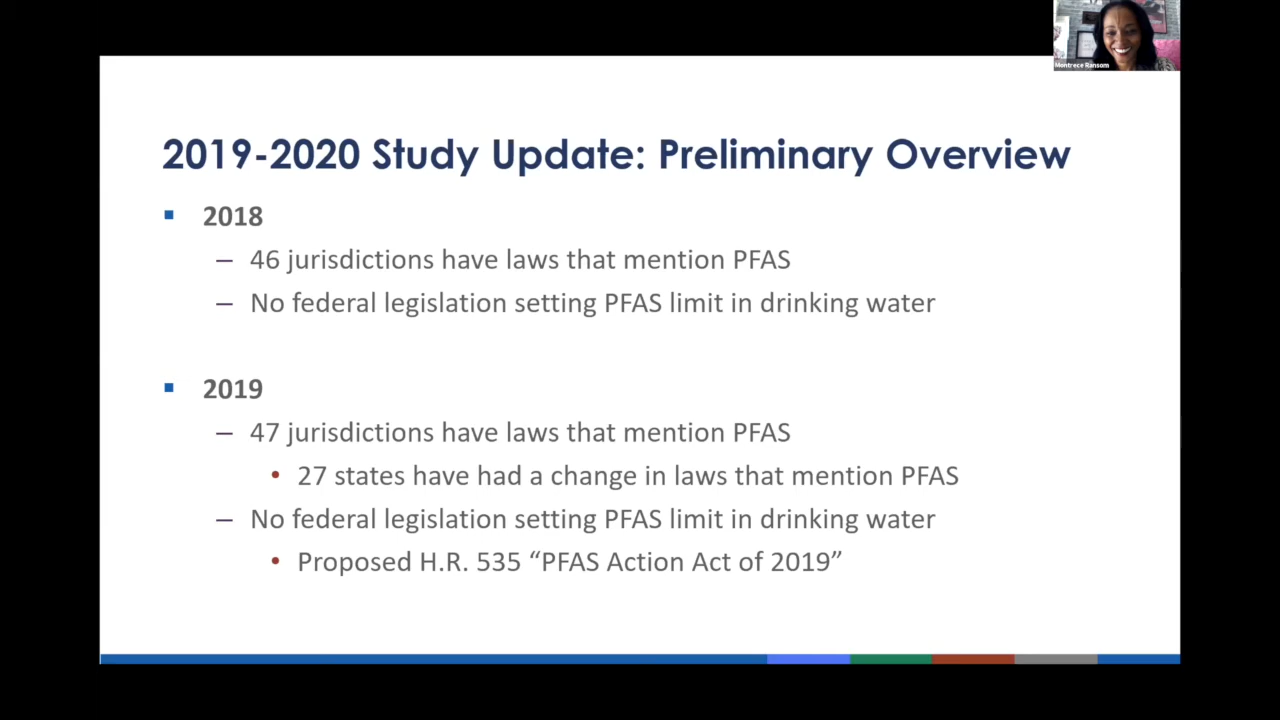 Montrece Ransom
2019-2020 Study Update: Preliminary Overview
▪ 2018
– 46 jurisdictions have laws that mention PFAS
– No federal legislation setting PFAS limit in drinking water
▪ 2019
– 47 jurisdictions have laws that mention PFAS
• 27 states have had a change in laws that mention PFAS
– No federal legislation setting PFAS limit in drinking water
• Proposed H.R. 535 “PFAS Action Act of 2019”